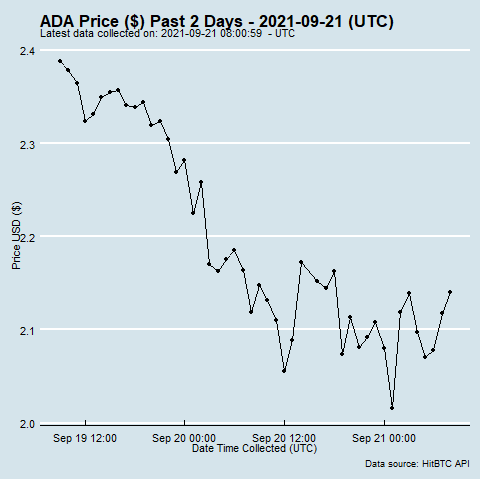 ADA Price ($) Past 2 Days - 2021-09-21 (UTC)
Latest data collected on: 2021-09-21 08:00:59 - UTC
2.4
2.3
2.2
2.1
2.0
Price USD ($)
Sep 19 12:00 Sep 20 00:00 Sep 20 12:00 Sep 21 00:00
Date Time Collected (UTC)
Data source: HitBTC API